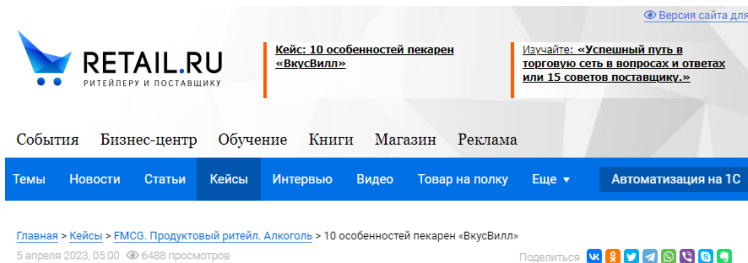 Версия сайта для
RETAIL.RU
РИТЕЙЛЕРУ И ПОСТАВЩИКУ
Кейс: 10 особенностей пекарен
«ВкусВилл»
Изучайте: «Успешный путь в
торговую сеть в вопросах и ответах
или 15 советов поставщику.»
События Бизнес-центр Обучение Книги Магазин Реклама
Темы Новости Статьи Кейсы Интервью Видео Товар на полку Еще ▼ Автоматизация на 1С
Главная > Кейсы > FMCG. Продуктовый ритейл. Алкоголь > 10 особенностей пекарен «ВкусВилл»
5 апреля 2023, 05:00 6488 просмотров
Поделиться